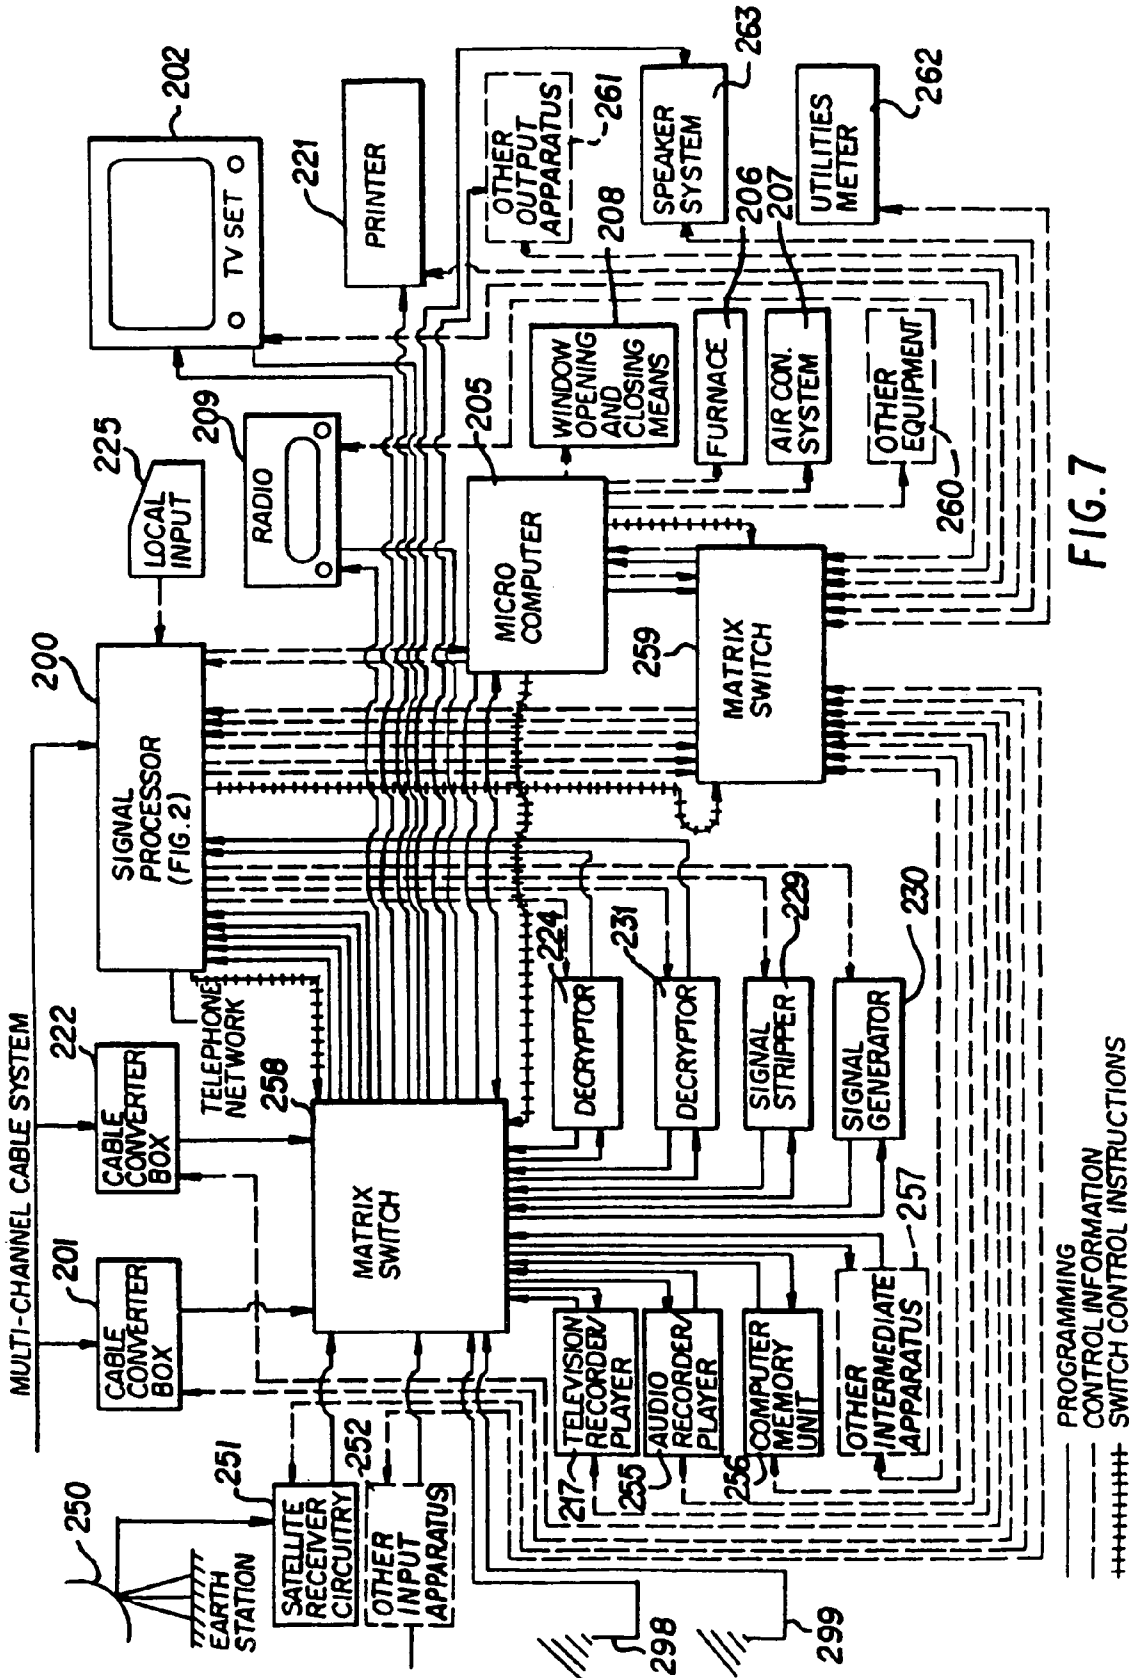 MULTI-CHANNEL CABLE SYSTEM
250
EARTH
STATION
251
SATELLITE
RECEIVER
CIRCUITRY
252
OTHER
INPUT
APPARATUS
298
299
201
CABLE
CONVERTER
BOX
222
CABLE
CONVERTER
BOX
TELEPHONE
NETWORK
200
SIGNAL
PROCESSOR
(FIG.2)
225
LOCAL
INPUT
202
TV SET
209
RADIO
221
PRINTER
258
MATRIX
SWITCH
205
MICRO
COMPUTER
OTHER
OUTPUT
APPARATUS
261
208
WINDOW
OPENING
AND
CLOSING
MEANS
SPEAKER
SYSTEM
263
206
FURNACE
207
AIR CON.
SYSTEM
UTILITIES
METER
262
OTHER
EQUIPMENT
260
259
MATRIX
SWITCH
224
DECRYPTOR
231
DECRYPTOR
SIGNAL
STRIPPER
229
SIGNAL
GENERATOR
230
TELEVISION
RECORDER/
PLAYER
217
AUDIO
RECORDER/
PLAYER
255
COMPUTER
MEMORY
UNIT
256
OTHER
INTERMEDIATE
APPARATUS
257
PROGRAMMING
CONTROL INFORMATION
SWITCH CONTROL INSTRUCTIONS
FIG. 7